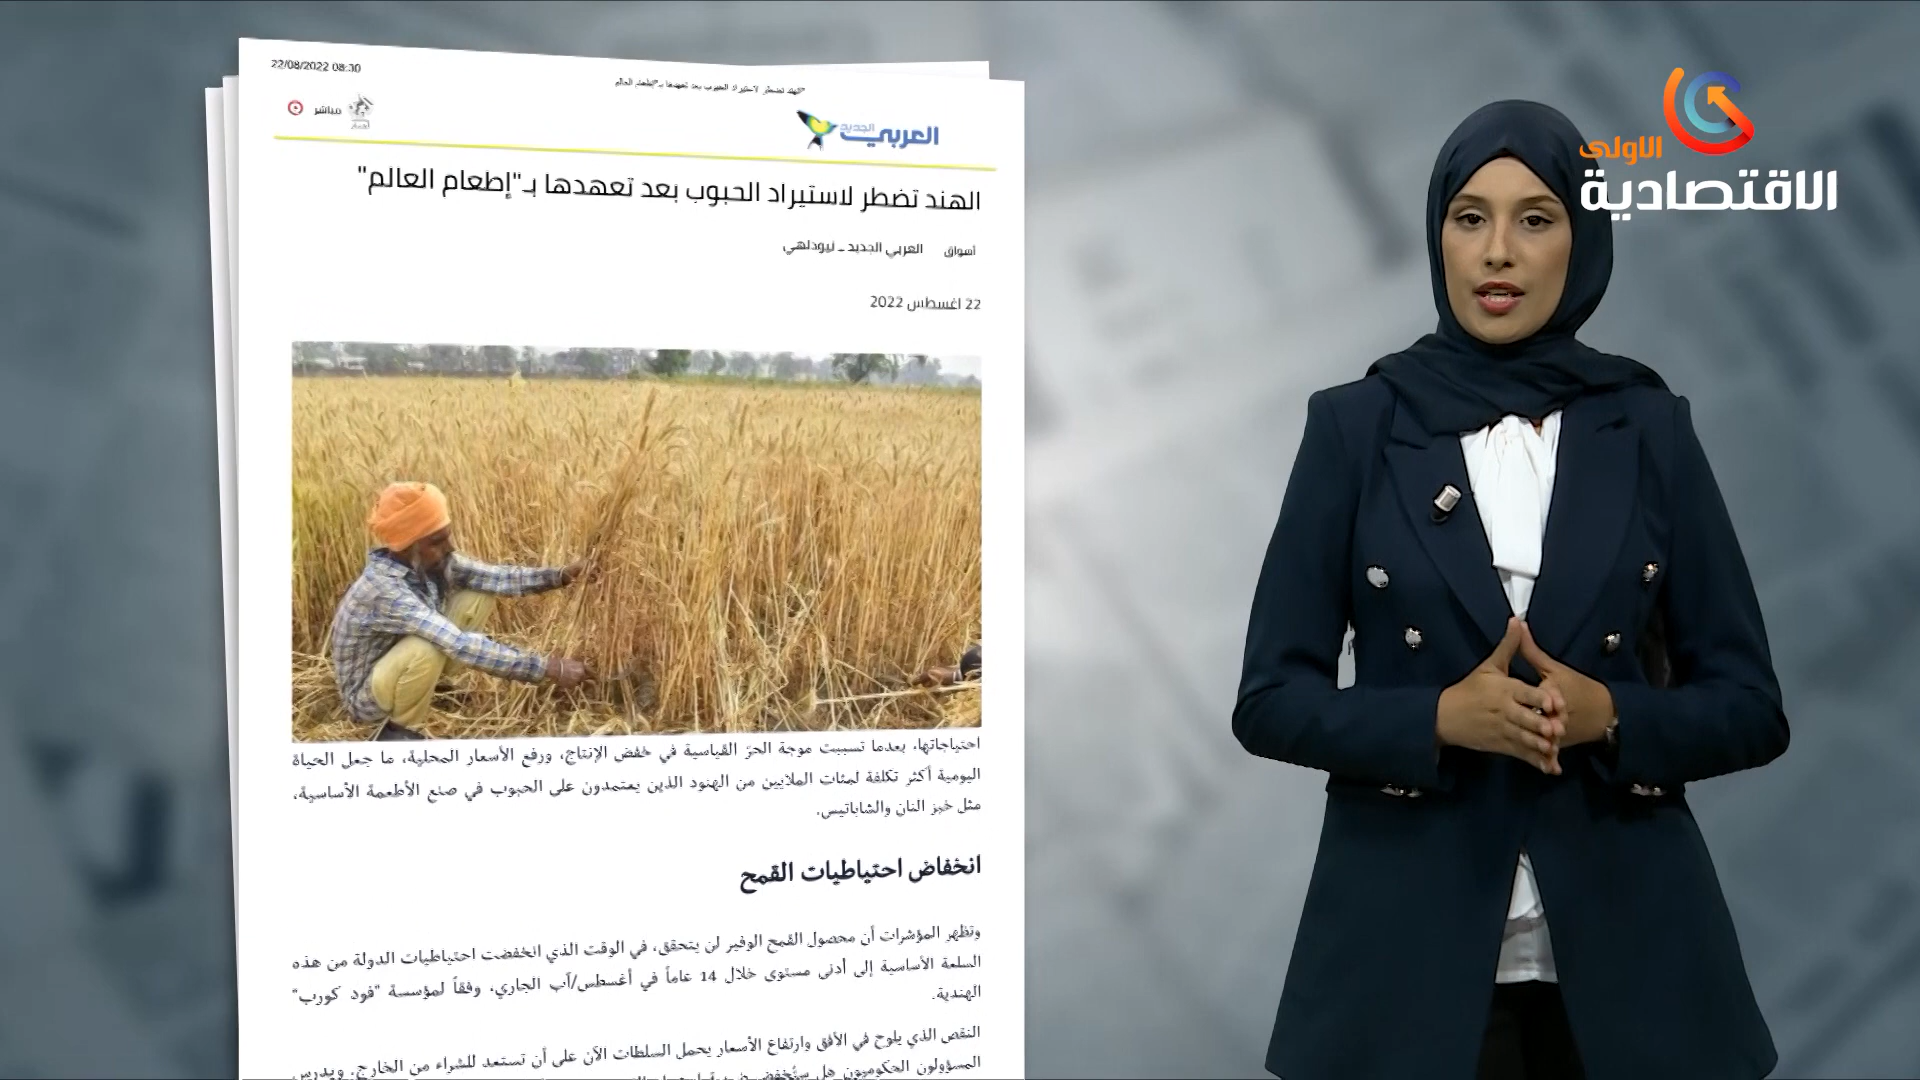 22/08/2022 08:30
الهند تضطر لاستيراد الحبوب بعد تعهدها بـ"إطعام العالم"
مباشر
العربي الجديد
الهند تضطر لاستيراد الحبوب بعد تعهدها بـ"إطعام العالم"
أسواق العربي الجديد ـ نيودلهي
22 اغسطس 2022
احتياجاتها، بعدما تسببت موجة الحرّ القياسية في خفض الإنتاج، ورفع الأسعار المحلية، ما جعل الحياة
اليومية أكثر تكلفة لمئات الملايين من الهنود الذين يعتمدون على الحبوب في صنع الأطعمة الأساسية،
مثل خبز النان والشاباتيس.
انخفاض احتياطيات القمح
وتظهر المؤشرات أن محصول القمح الوفير لن يتحقق، في الوقت الذي انخفضت احتياطيات الدولة من هذه
السلعة الأساسية إلى أدنى مستوى خلال 14 عاماً في أغسطس/آب الجاري، وفقاً لمؤسسة "فود كورب"
الهندية.
النقص الذي يلوح في الأفق وارتفاع الأسعار يحمل السلطات الآن على أن تستعد للشراء من الخارج. ويدرس
المسؤولون الحكوميون هل ستُخفض
الاولى
الاقتصادية